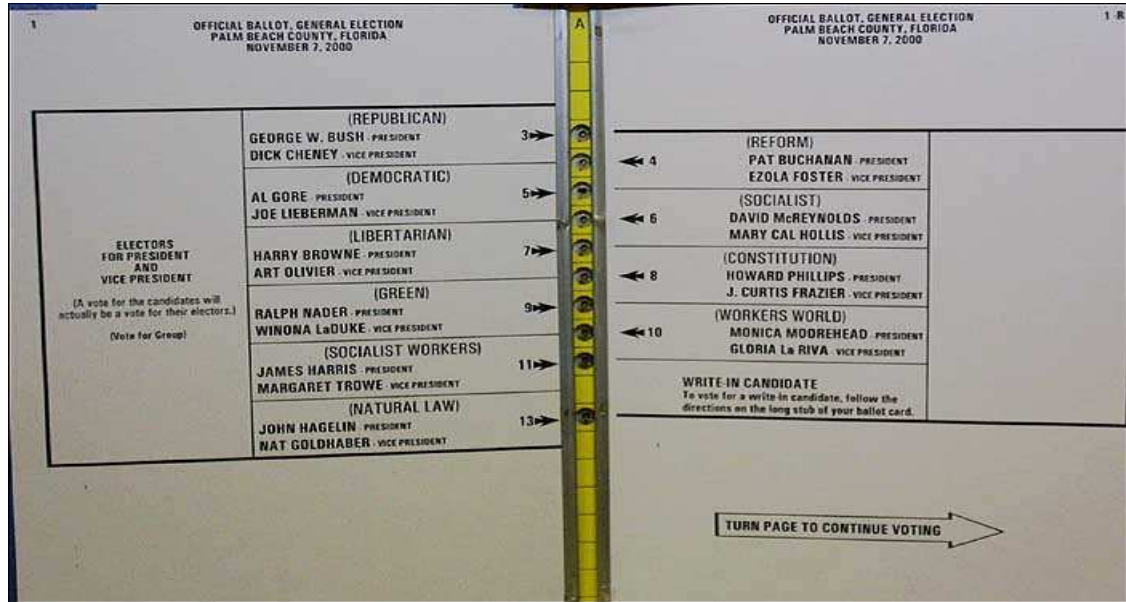 1
OFFICIAL BALLOT, GENERAL ELECTION
PALM BEACH COUNTY, FLORIDA
NOVEMBER 7, 2000
ELECTORS
FOR PRESIDENT
AND
VICE PRESIDENT
(A vote for the candidates will
actually be a vote for their electors.)
(Vote for Group)
(REPUBLICAN)
GEORGE W. BUSH - PRESIDENT
DICK CHENEY - VICE PRESIDENT
3
(DEMOCRATIC)
AL GORE - PRESIDENT
JOE LIEBERMAN - VICE PRESIDENT
5
(LIBERTARIAN)
HARRY BROWNE - PRESIDENT
ART OLIVIER - VICE PRESIDENT
7
(GREEN)
RALPH NADER - PRESIDENT
WINONA LaDUKE - VICE PRESIDENT
9
(SOCIALIST WORKERS)
JAMES HARRIS - PRESIDENT
MARGARET TROWE - VICE PRESIDENT
11
(NATURAL LAW)
JOHN HAGELIN - PRESIDENT
NAT GOLDHABER - VICE PRESIDENT
13
A
OFFICIAL BALLOT, GENERAL ELECTION
PALM BEACH COUNTY, FLORIDA
NOVEMBER 7, 2000
1-R
(REFORM)
4
PAT BUCHANAN - PRESIDENT
EZOLA FOSTER - VICE PRESIDENT
(SOCIALIST)
6
DAVID McREYNOLDS - PRESIDENT
MARY CAL HOLLIS - VICE PRESIDENT
(CONSTITUTION)
8
HOWARD PHILLIPS - PRESIDENT
J. CURTIS FRAZIER - VICE PRESIDENT
(WORKERS WORLD)
10
MONICA MOOREHEAD - PRESIDENT
GLORIA La RIVA - VICE PRESIDENT
WRITE-IN CANDIDATE
To vote for a write-in candidate, follow the
directions on the long stub of your ballot card.
TURN PAGE TO CONTINUE VOTING